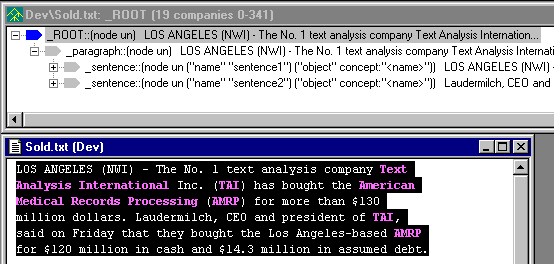 Dev\Sold.txt: _ROOT (19 companies 0-341)
_ROOT::(node un)   LOS ANGELES (NWI) - The No. 1 text analysis company Text Analysis Internation...
_paragraph::(node un)   LOS ANGELES (NWI) - The No. 1 text analysis company Text Analysis
_sentence::(node un ("name" "sentence1") ("object" concept:"<name>"))   LOS ANGELES (NWI)
_sentence::(node un ("name" "sentence2") ("object" concept:"<name>"))   Laudermilch, CEO and
Sold.txt (Dev)
LOS ANGELES (NWI) - The No. 1 text analysis company Text
Analysis International Inc. (TAI) has bought the American
Medical Records Processing (AMRP) for more than $130
million dollars. Laudermilch, CEO and president of TAI,
said on Friday that they bought the Los Angeles-based AMRP
for $120 million in cash and $14.3 million in assumed debt.